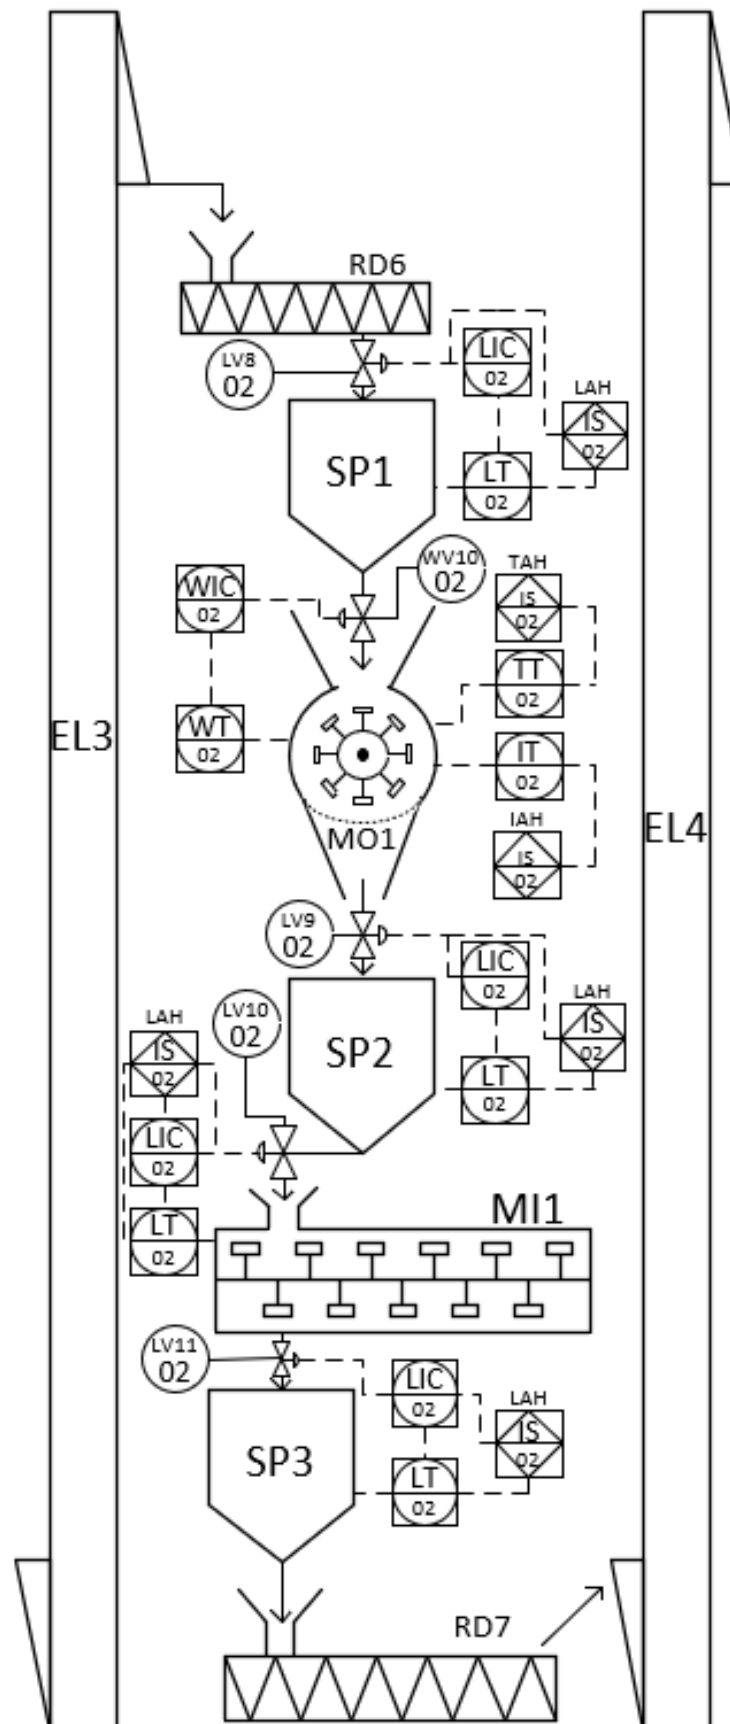 RD6
LV8
02
LIC
02
LAH
IS
02
SP1
LT
02
WV10
02
TAH
IS
02
WIC
02
TT
02
EL3
WT
02
IT
02
MO1
EL4
IAH
IS
02
LV9
02
LIC
02
LAH
IS
02
LV10
02
LAH
IS
02
SP2
LT
02
LIC
02
MI1
LT
02
LV11
02
LIC
02
LAH
IS
02
SP3
LT
02
RD7